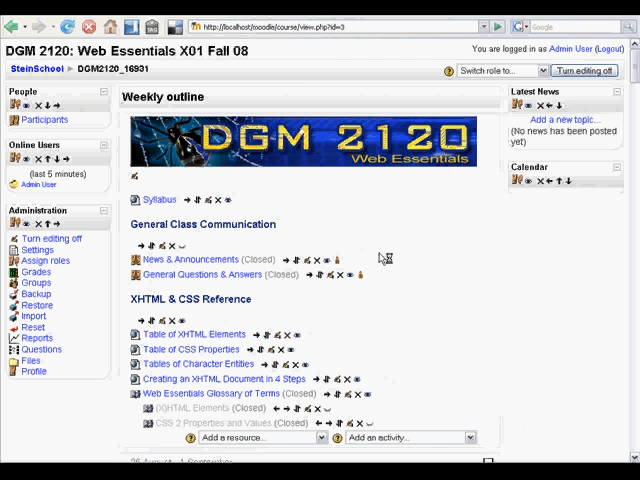 http://localhost/moodle/course/view.php?id=3
Google
DGM 2120: Web Essentials X01 Fall 08
You are logged in as Admin User (Logout)
SteinSchool ► DGM2120_16931
Switch role to...
Turn editing off
People
Participants
Online Users
(last 5 minutes)
Admin User
Administration
Turn editing off
Settings
Assign roles
Grades
Groups
Backup
Restore
Import
Reset
Reports
Questions
Files
Profile
Weekly outline
DGM 2120
Web Essentials
Syllabus
General Class Communication
News & Announcements (Closed)
General Questions & Answers (Closed)
XHTML & CSS Reference
Table of XHTML Elements
Table of CSS Properties
Tables of Character Entities
Creating an XHTML Document in 4 Steps
Web Essentials Glossary of Terms (Closed)
(X)HTML Elements (Closed)
CSS 2 Properties and Values (Closed)
Add a resource...
Add an activity...
Latest News
Add a new topic...
(No news has been posted
yet)
Calendar